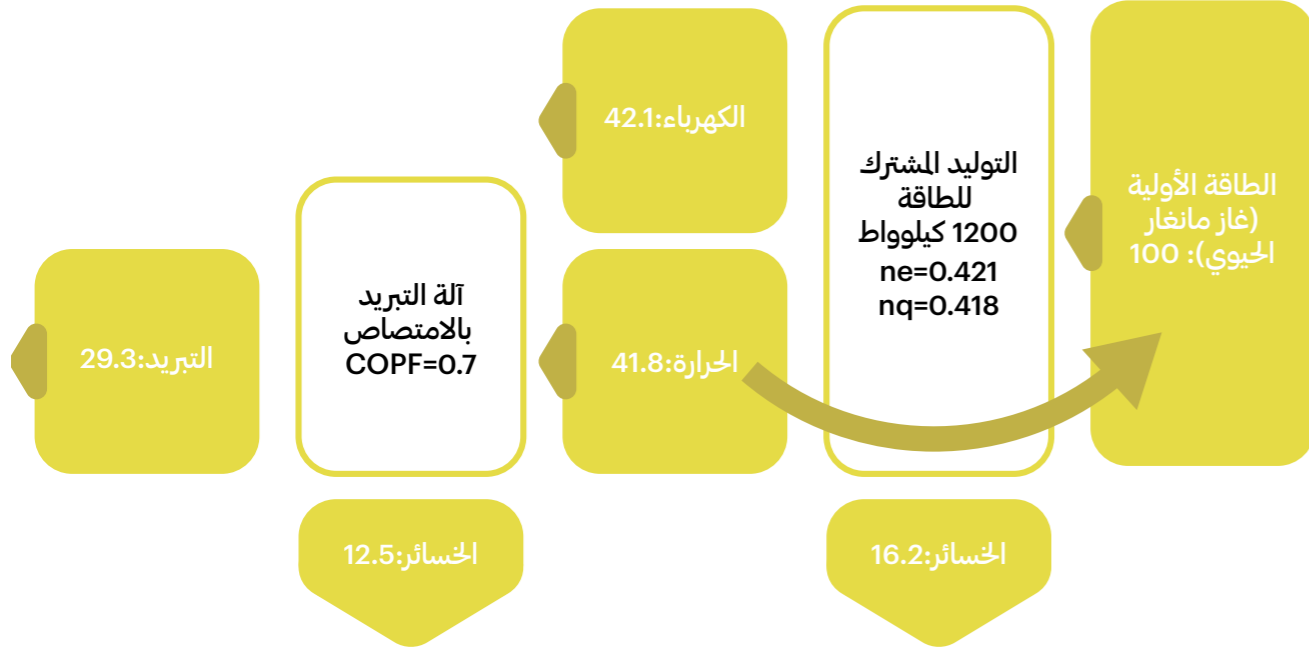 الطاقة الأولية
(غاز مانغار
الحيوي): 100
التوليد المشترك
للطاقة
1200 كيلوواط
ne=0.421
nq=0.418
الكهرباء:42.1
الحرارة:41.8
الخسائر:16.2
آلة التبريد
بالامتصاص
COPF=0.7
التبريد:29.3
الخسائر:12.5